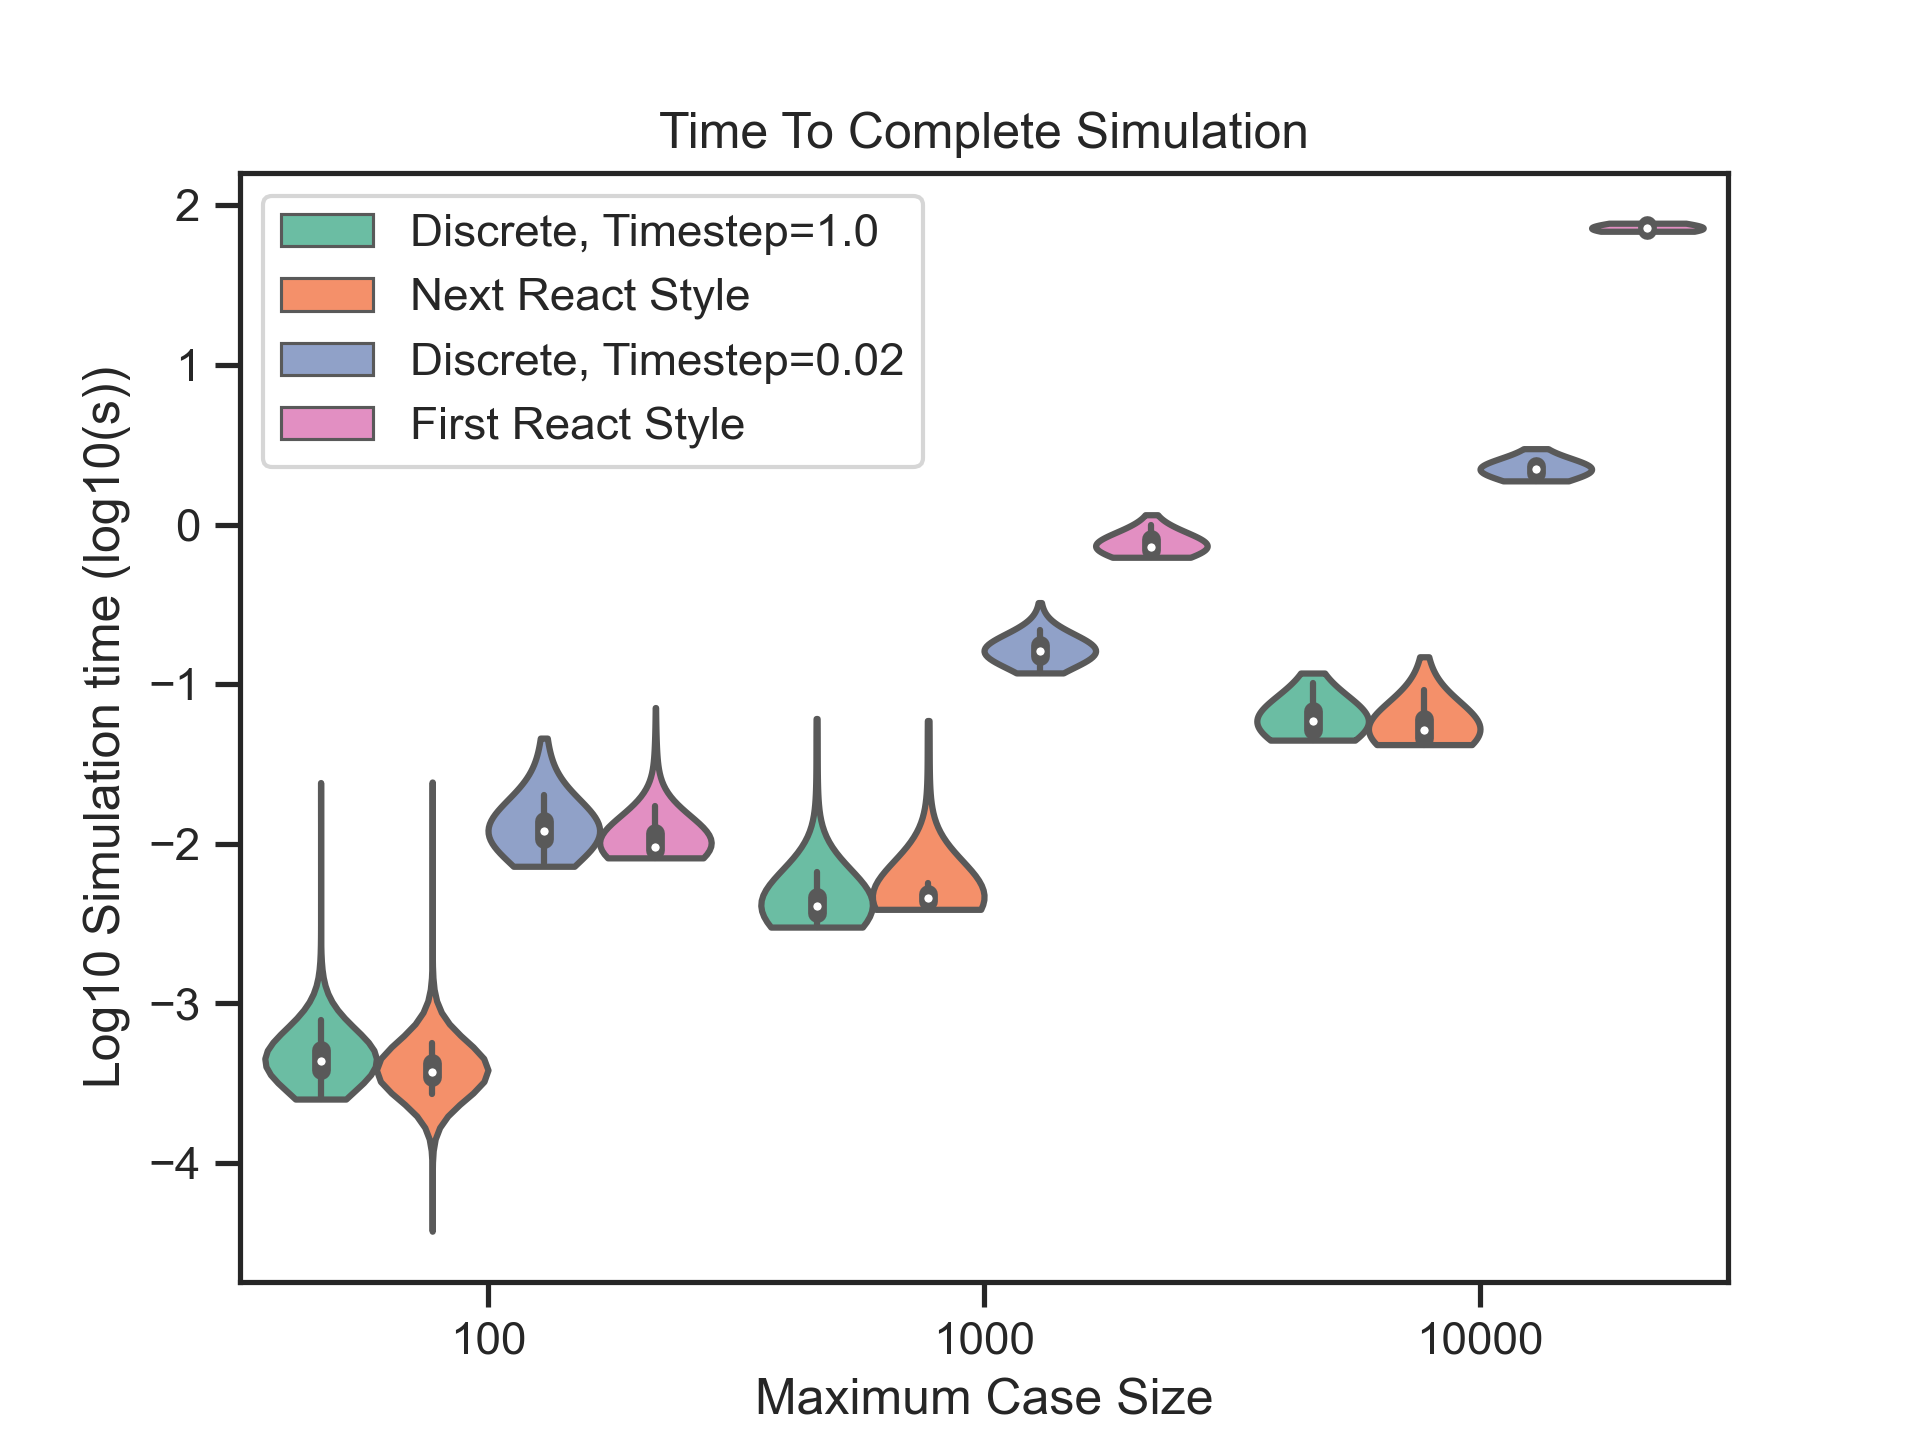 Time To Complete Simulation
Discrete, Timestep=1.0
Next React Style
Discrete, Timestep=0.02
First React Style
Log10 Simulation time (log10(s))
2
1
0
−1
−2
−3
−4
100
1000
10000
Maximum Case Size